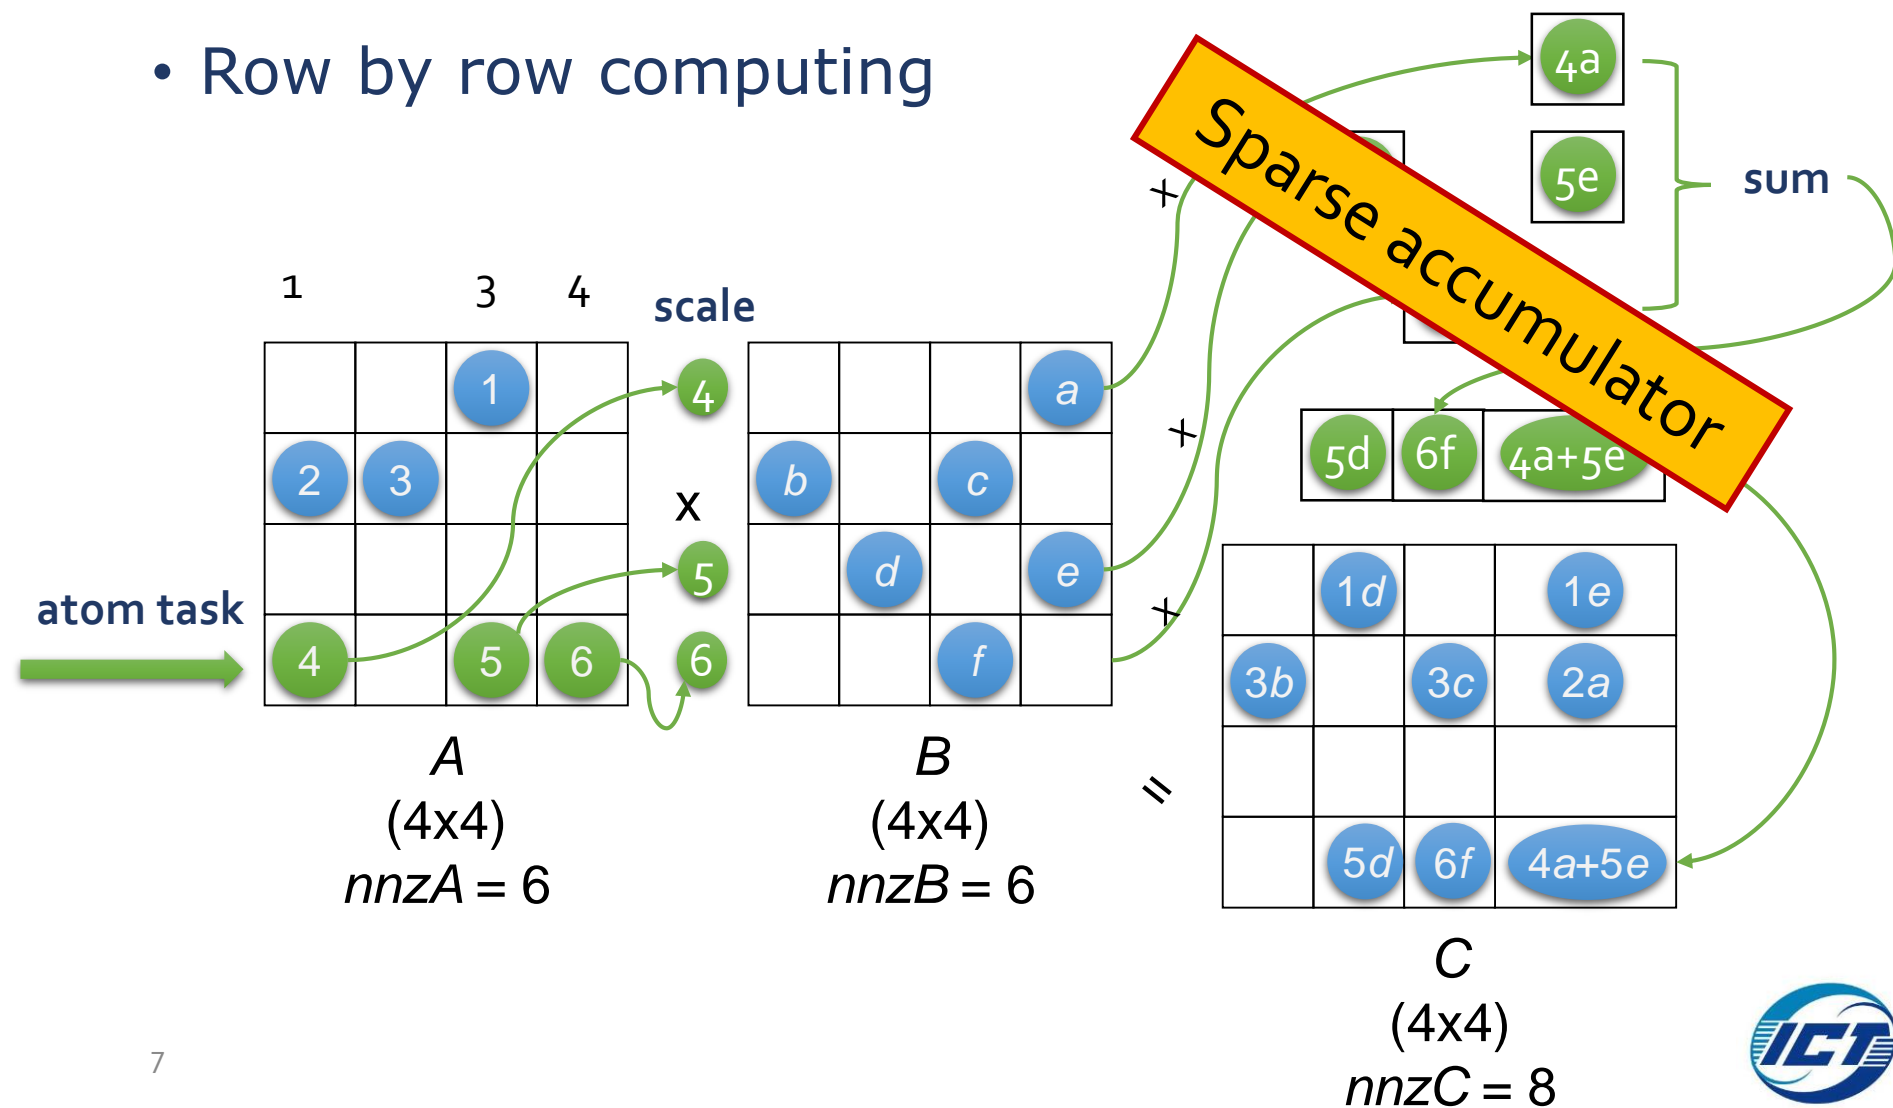 • Row by row computing
4a
5e
sum
Sparse accumulator
x
1 3 4
scale
1
4
a
2 3
x
b c
x
5d 6f 4a+5e
5
d e
x
atom task
4 5 6
6
f
1d 1e
3b 3c 2a
5d 6f 4a+5e
A
(4x4)
nnzA = 6
B
(4x4)
nnzB = 6
=
C
(4x4)
nnzC = 8
7
ICT